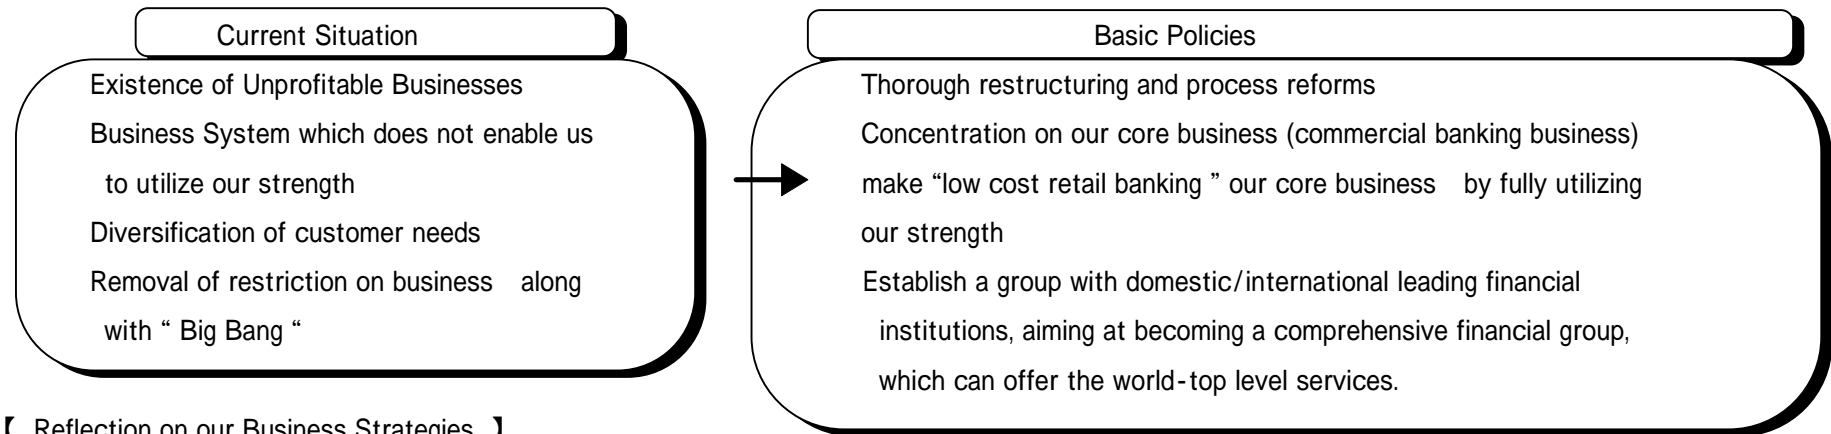 Current Situation
Existence of Unprofitable Businesses
Business System which does not enable us
to utilize our strength
Diversification of customer needs
Removal of restriction on business along
with “ Big Bang “
Basic Policies
Thorough restructuring and process reforms
Concentration on our core business (commercial banking business)
make “low cost retail banking ” our core business by fully utilizing
our strength
Establish a group with domestic/international leading financial
institutions, aiming at becoming a comprehensive financial group,
which can offer the world-top level services.
【 Reflection on our Business Strategies 】